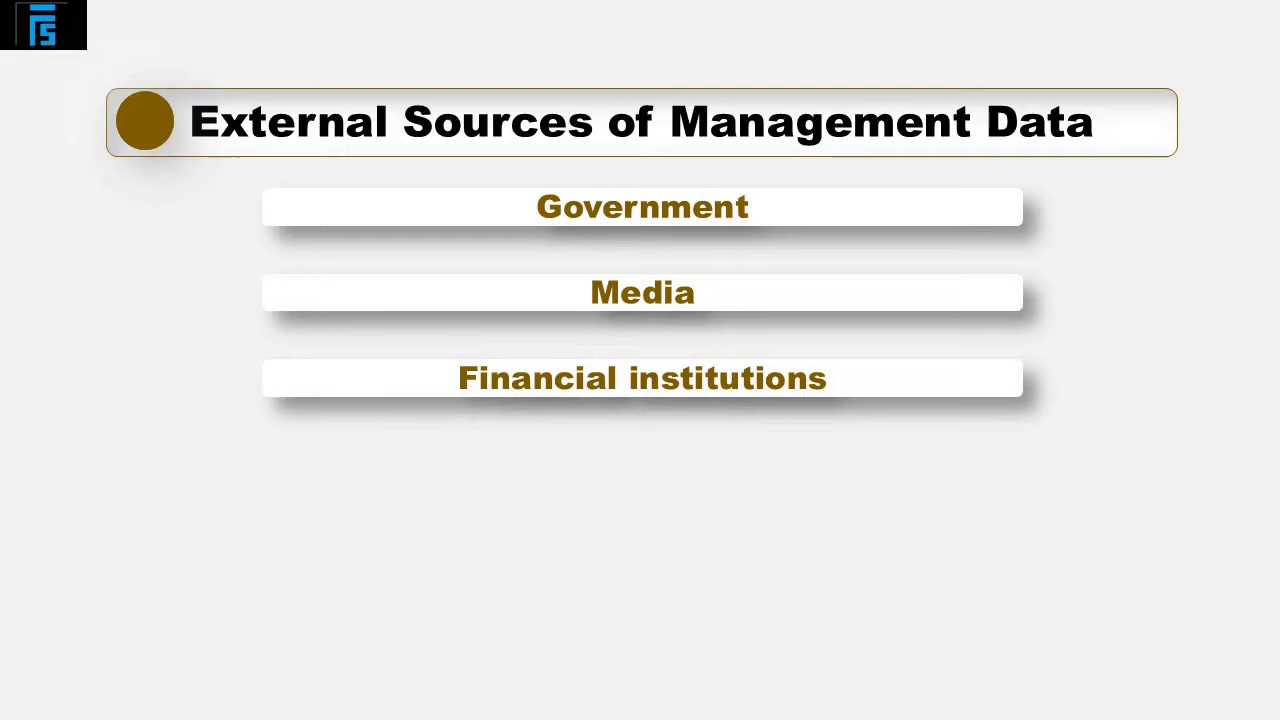 External Sources of Management Data
Government
Media
Financial institutions